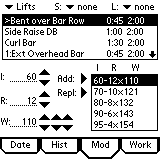 Lifts S: none L: none
>Bent over Bar Row 0:45 2:00
Side Raise DB 1:00 2:00
Curl Bar 1:30 2:00
1:Ext Overhead Bar 0:45 2:00
I R W
I: 60 Add: 60-12x110
Repl: 70-10x121
R: 12 80-8x132
90-6x143
W: 110 95-4x154
Date Hist Mod Work